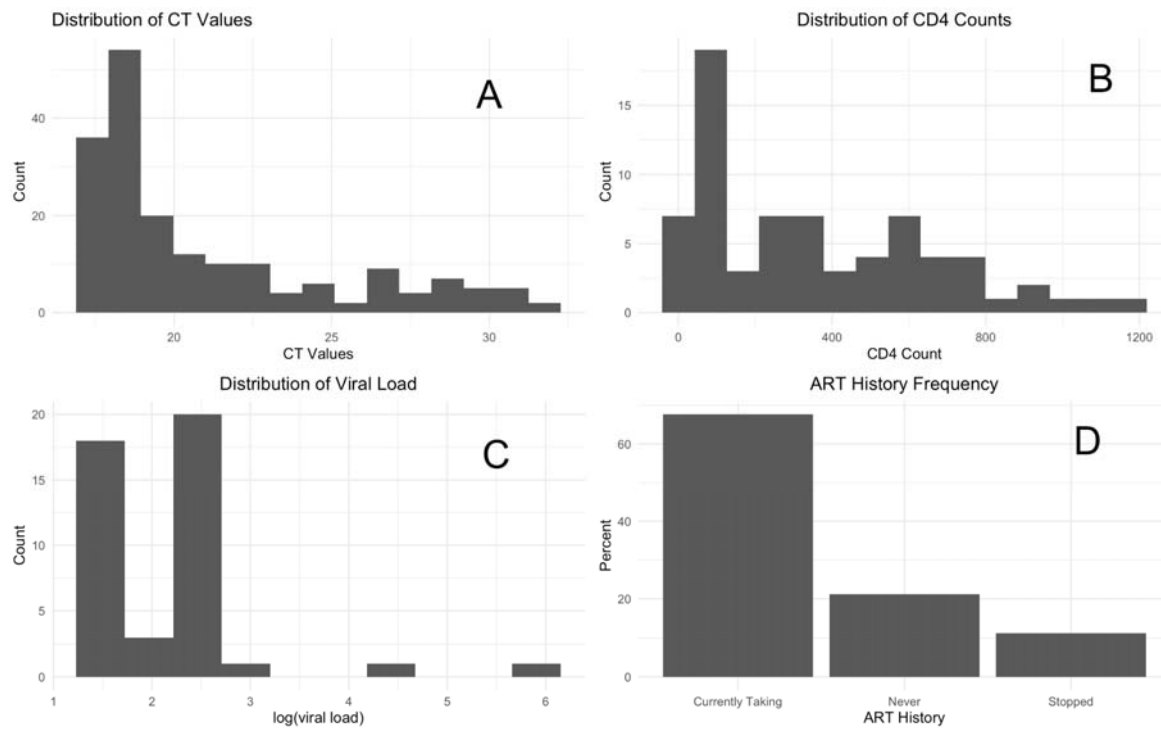 Distribution of CT Values
A
40
20
0
Count
20
25
30
CT Values
Distribution of CD4 Counts
B
15
10
5
0
Count
0
400
800
1200
CD4 Count
Distribution of Viral Load
C
20
15
10
5
0
Count
1
2
3
4
5
6
log(viral load)
ART History Frequency
D
60
40
20
0
Percent
Currently Taking
Never
Stopped
ART History